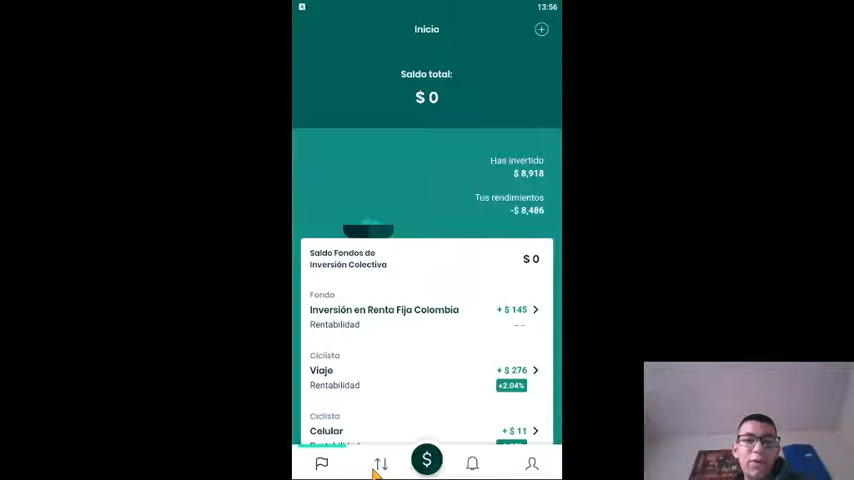 13:56
Inicio
Saldo total:
$ 0
Has invertido
$ 8,918
Tus rendimientos
-$ 8,486
Saldo Fondos de
Inversión Colectiva
$ 0
Fondo
Inversión en Renta Fija Colombia
+ $ 145
Rentabilidad
--
Ciclista
Viaje
+ $ 276
Rentabilidad
+2.04%
Ciclista
Celular
+ $ 11
$